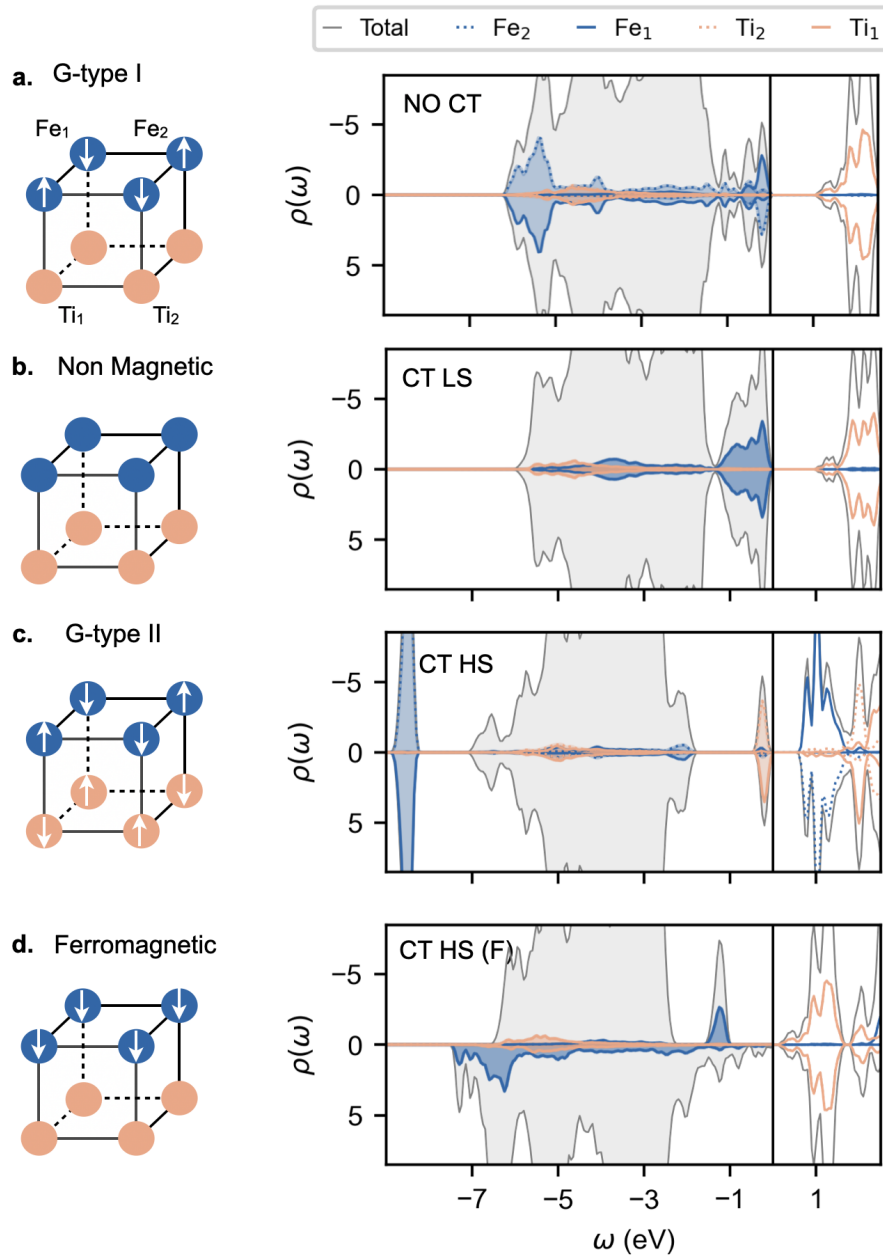 Total Fe₂ Fe₁ Ti₂ Ti₁
a. G-type I
Fe₁ Fe₂
Ti₁ Ti₂
NO CT
-5
0
5
ρ(ω)
b. Non Magnetic
CT LS
-5
0
5
ρ(ω)
c. G-type II
CT HS
-5
0
5
ρ(ω)
d. Ferromagnetic
CT HS (F)
-5
0
5
ρ(ω)
-7 -5 -3 -1 1
ω (eV)